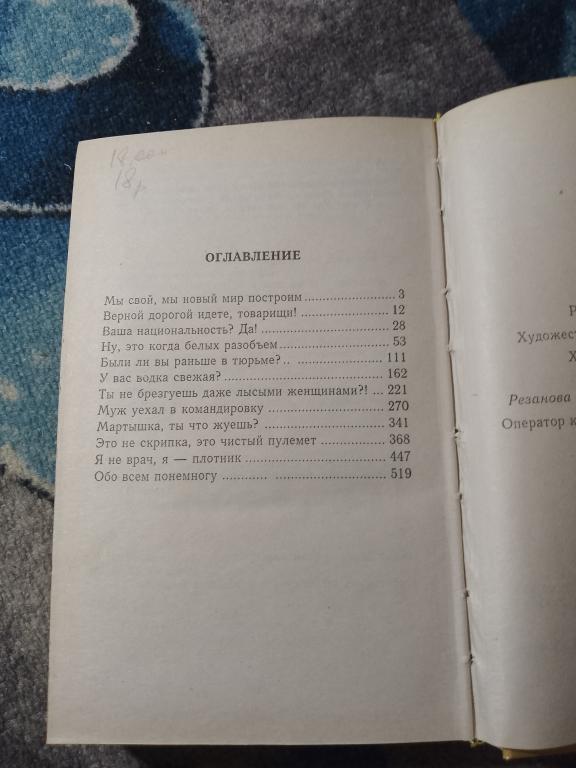 18
18р
ОГЛАВЛЕНИЕ
Мы свой, мы новый мир построим ........................ 3
Верной дорогой идете, товарищи! ....................... 12
Ваша национальность? Да! ................................. 28
Ну, это когда белых разобъем ............................ 53
Были ли вы раньше в тюрьме? .. ...................... 111
У вас водка свежая? ......................................... 162
Ты не брезгуешь даже лысыми женщинами?! ... 221
Муж уехал в командировку ............................... 270
Мартышка, ты что жуешь? ................................ 341
Это не скрипка, это чистый пулемет .................. 368
Я не врач, я — плотник ..................................... 447
Обо всем понемногу ............ ............................. 519
Р
Художест
Х
Резанова
Оператор к